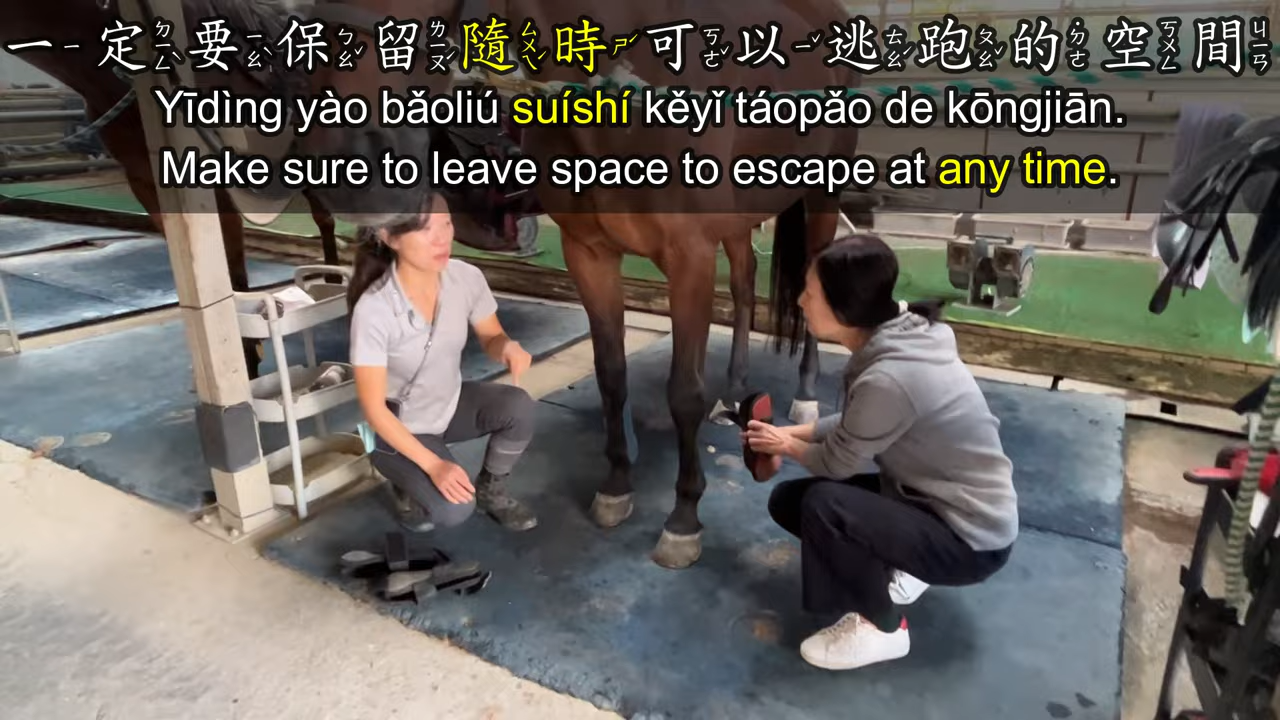 一定要保留隨時可以逃跑的空間
Yīdìng yào bǎoliú suíshí kěyǐ táopǎo de kōngjiān.
Make sure to leave space to escape at any time.